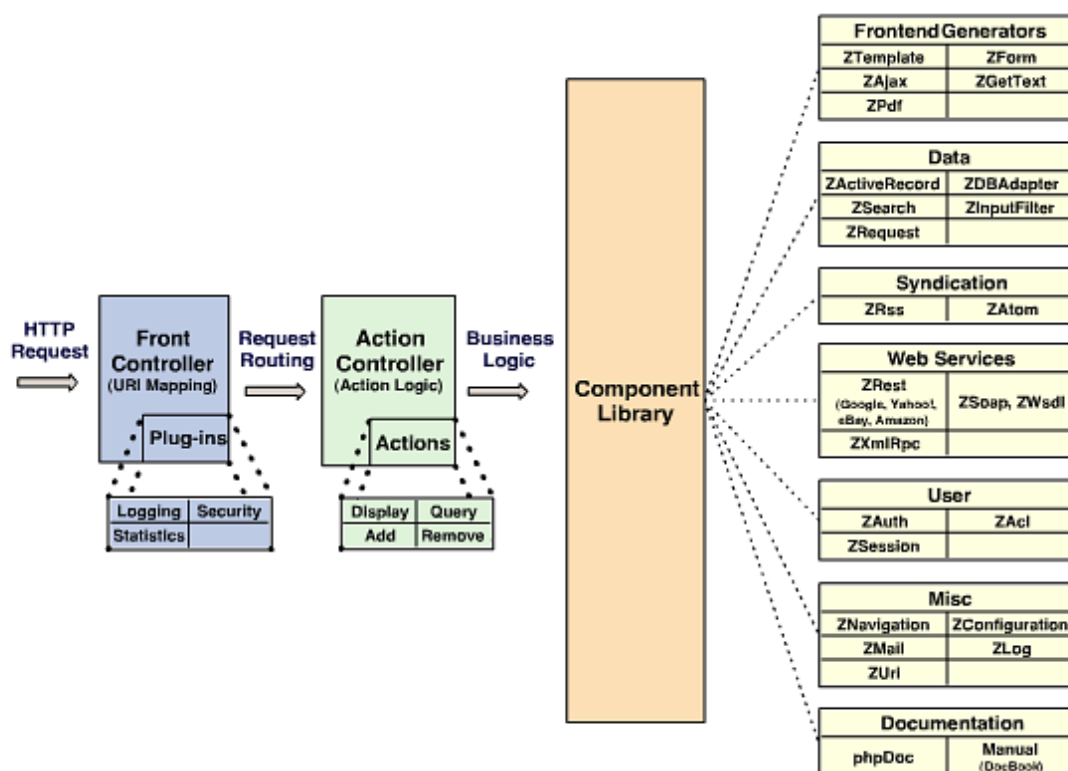 HTTP
Request
Front
Controller
(URI Mapping)
Plug-ins
Logging Security
Statistics
Request
Routing
Action
Controller
(Action Logic)
Actions
Display Query
Add Remove
Business
Logic
Component
Library
Frontend Generators
ZTemplate ZForm
ZAjax ZGetText
ZPdf
Data
ZActiveRecord ZDBAdapter
ZSearch ZInputFilter
ZRequest
Syndication
ZRss ZAtom
Web Services
ZRest
(Google, Yahoo!,
eBay, Amazon)
ZSoap, ZWsdl
ZXmlRpc
User
ZAuth ZAcl
ZSession
Misc
ZNavigation ZConfiguration
ZMail ZLog
ZUri
Documentation
phpDoc
Manual
(DocBook)